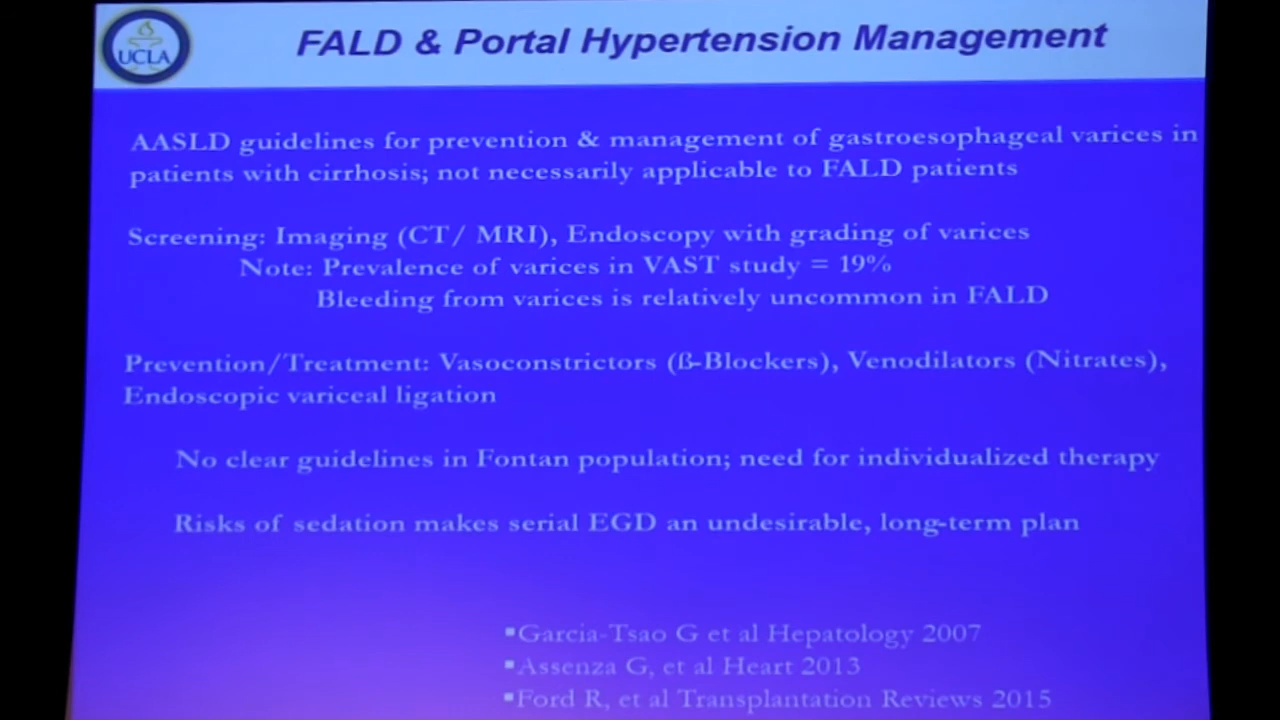 UCLA
FALD & Portal Hypertension Management
AASLD guidelines for prevention & management of gastroesophageal varices in
patients with cirrhosis; not necessarily applicable to FALD patients
Screening: Imaging (CT/ MRI), Endoscopy with grading of varices
Note: Prevalence of varices in VAST study = 19%
Bleeding from varices is relatively uncommon in FALD
Prevention/Treatment: Vasoconstrictors (ß-Blockers), Venodilators (Nitrates),
Endoscopic variceal ligation
No clear guidelines in Fontan population; need for individualized therapy
Risks of sedation makes serial EGD an undesirable, long-term plan
▪Garcia-Tsao G et al Hepatology 2007
▪Assenza G, et al Heart 2013
▪Ford R, et al Transplantation Reviews 2015